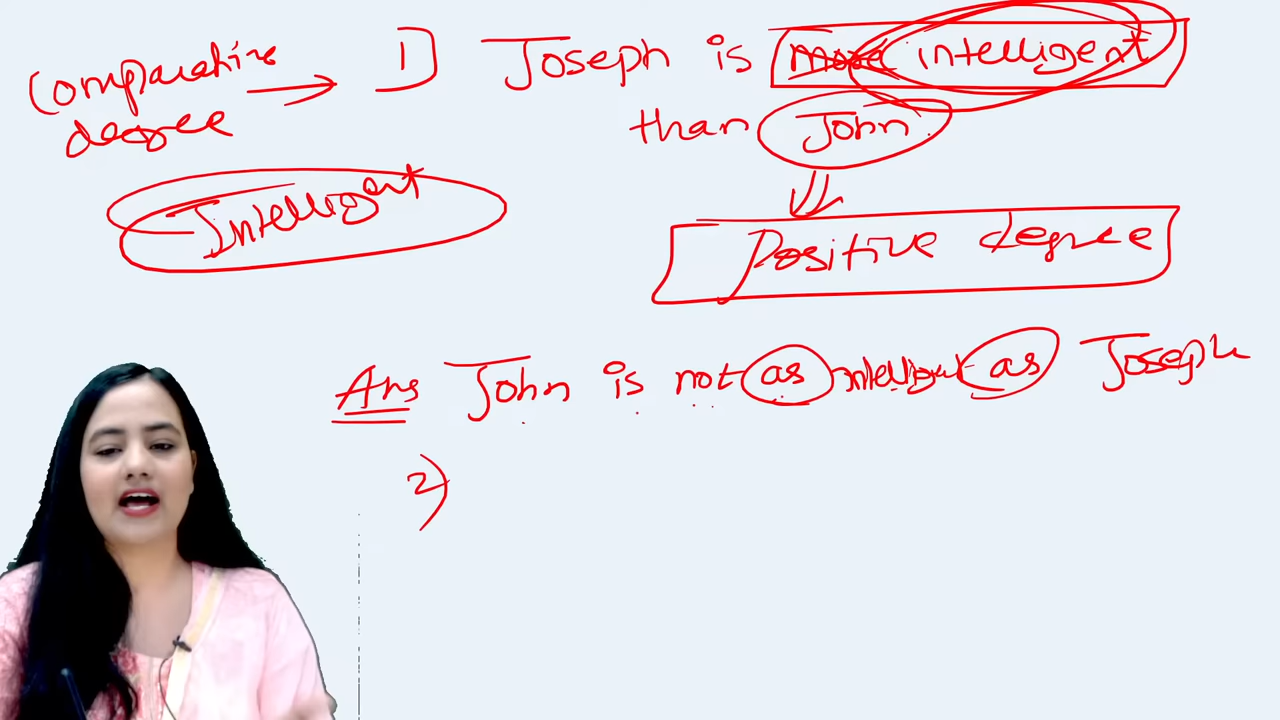 Comparative 1) Joseph is more intelligent
degree → than John
Intelligent
Positive degree
Ans John is not as intelligent as Joseph
2)